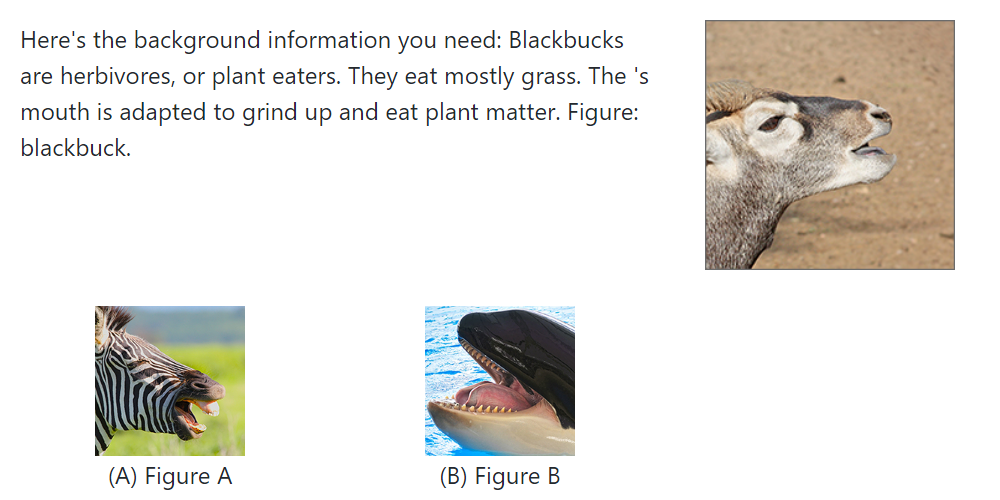 Here's the background information you need: Blackbucks
are herbivores, or plant eaters. They eat mostly grass. The 's
mouth is adapted to grind up and eat plant matter. Figure:
blackbuck.
(A) Figure A
(B) Figure B